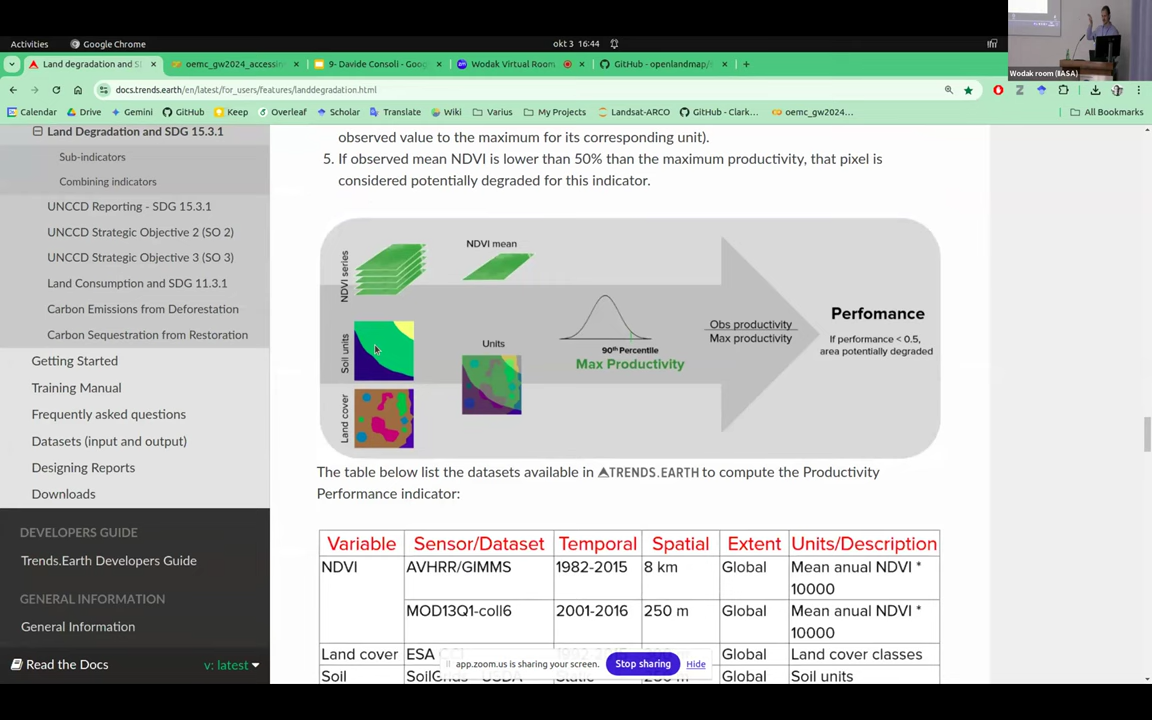 Activities
Google Chrome
okt 3 16:44
Wodak room (IIASA)
Land degradation and S
oemc_gw2024_accessin
9- Davide Consoli - Goog
Wodak Virtual Room
GitHub - openlandmap/
docs.trends.earth/en/latest/for_users/features/landdegradation.html
Calendar
Drive
Gemini
GitHub
Keep
Overleaf
Scholar
Translate
Wiki
Varius
My Projects
Landsat-ARCO
GitHub - Clark...
oemc_gw2024_acces...
All Bookmarks
Land Degradation and SDG 15.3.1
Sub-indicators
Combining indicators
UNCCD Reporting - SDG 15.3.1
UNCCD Strategic Objective 2 (SO 2)
UNCCD Strategic Objective 3 (SO 3)
Land Consumption and SDG 11.3.1
Carbon Emissions from Deforestation
Carbon Sequestration from Restoration
Getting Started
Training Manual
Frequently asked questions
Datasets (input and output)
Designing Reports
Downloads
DEVELOPERS GUIDE
Trends.Earth Developers Guide
GENERAL INFORMATION
General Information
Read the Docs
v: latest
observed value to the maximum for its corresponding unit).
5. If observed mean NDVI is lower than 50% than the maximum productivity, that pixel is
considered potentially degraded for this indicator.
NDVI series
NDVI mean
Soil units
Land cover
Units
90th Percentile
Max Productivity
Obs productivity
Max productivity
Perfomance
If performance < 0.5,
area potentially degraded
The table below list the datasets available in TRENDS.EARTH to compute the Productivity
Performance indicator:
Variable Sensor/Dataset Temporal Spatial Extent Units/Description
NDVI AVHRR/GIMMS 1982-2015 8 km Global Mean anual NDVI *
10000
MOD13Q1-coll6 2001-2016 250 m Global Mean anual NDVI *
10000
Land cover ESA Global Land cover classes
Soil Global Soil units
app.zoom.us is sharing your screen.
Stop sharing
Hide